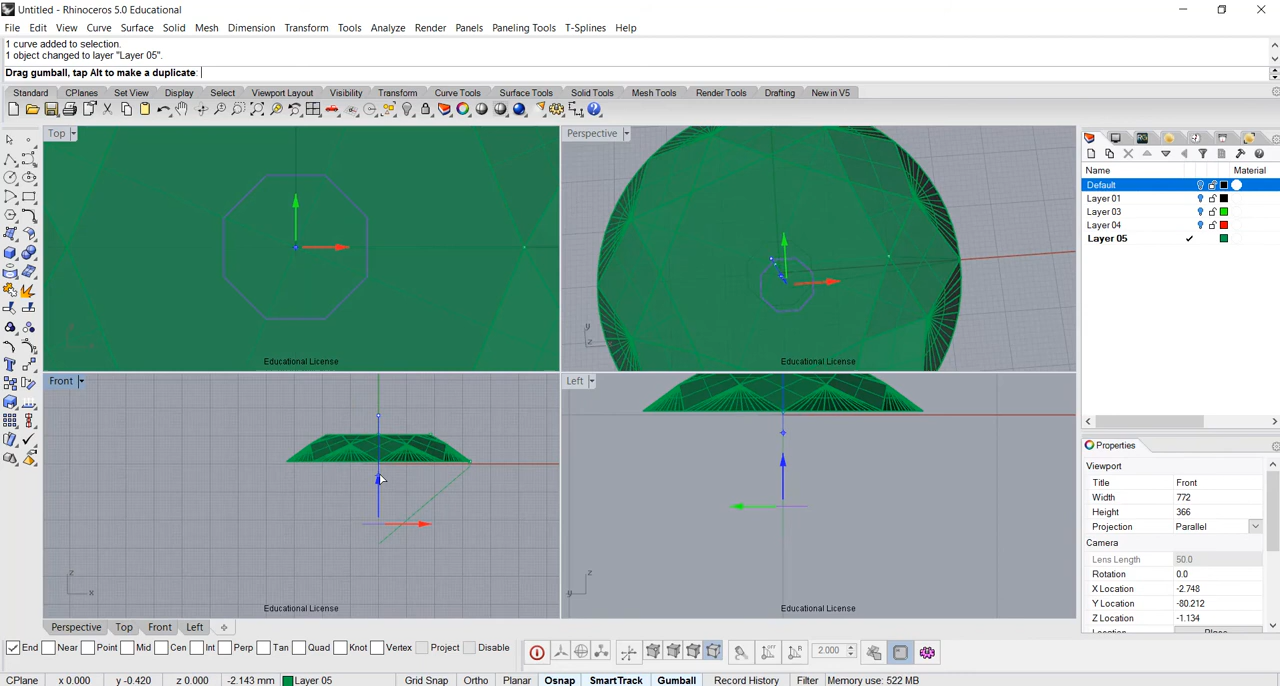 Untitled - Rhinoceros 5.0 Educational
File Edit View Curve Surface Solid Mesh Dimension Transform Tools Analyze Render Panels Paneling Tools T-Splines Help
1 curve added to selection.
1 object changed to layer "Layer 05".
Drag gumball, tap Alt to make a duplicate:
Standard CPlanes Set View Display Select Viewport Layout Visibility Transform Curve Tools Surface Tools Solid Tools Mesh Tools Render Tools Drafting New in V5
Top
Perspective
Name Material
Default
Layer 01
Layer 03
Layer 04
Layer 05
y
z
Educational License
Educational License
Front
Left
Properties
Viewport
Title Front
Width 772
Height 366
Projection Parallel
Camera
Lens Length 50.0
Rotation 0.0
X Location -2.748
Y Location -80.212
Z Location -1.134
z
x
z
y
Educational License
Educational License
Perspective Top Front Left
End Near Point Mid Cen Int Perp Tan Quad Knot Vertex Project Disable
2.000
CPlane x 0.000 y -0.420 z 0.000 -2.143 mm Layer 05 Grid Snap Ortho Planar Osnap SmartTrack Gumball Record History Filter Memory use: 522 MB